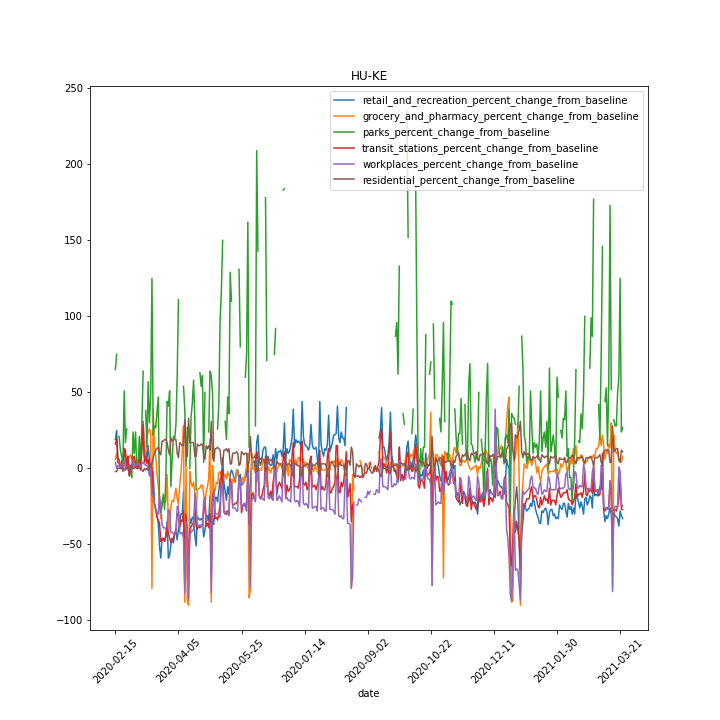 HU-KE
250
200
150
100
50
0
−50
−100
retail_and_recreation_percent_change_from_baseline
grocery_and_pharmacy_percent_change_from_baseline
parks_percent_change_from_baseline
transit_stations_percent_change_from_baseline
workplaces_percent_change_from_baseline
residential_percent_change_from_baseline
2020-02-15
2020-04-05
2020-05-25
2020-07-14
2020-09-02
2020-10-22
2020-12-11
2021-01-30
2021-03-21
date